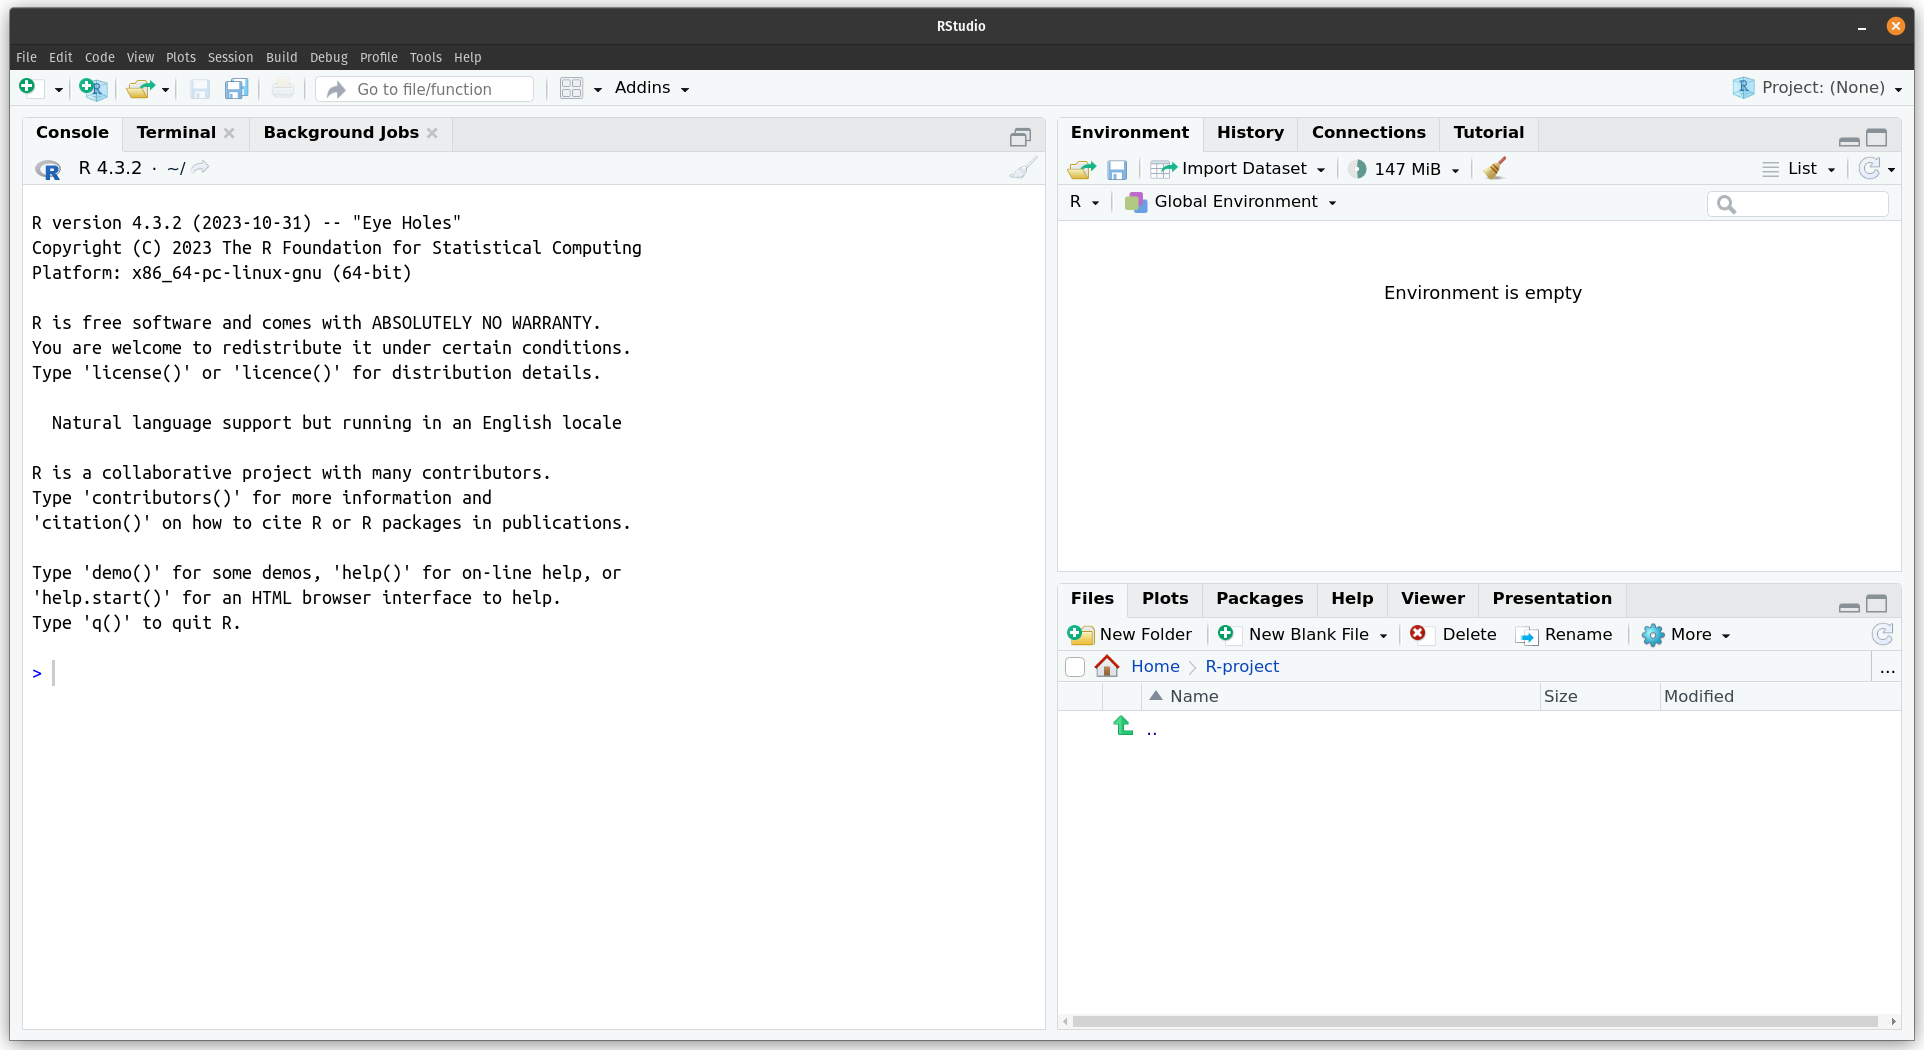 RStudio
File Edit Code View Plots Session Build Debug Profile Tools Help
Go to file/function Addins Project: (None)
Console Terminal Background Jobs
R 4.3.2 · ~/
R version 4.3.2 (2023-10-31) -- "Eye Holes"
Copyright (C) 2023 The R Foundation for Statistical Computing
Platform: x86_64-pc-linux-gnu (64-bit)
R is free software and comes with ABSOLUTELY NO WARRANTY.
You are welcome to redistribute it under certain conditions.
Type 'license()' or 'licence()' for distribution details.
Natural language support but running in an English locale
R is a collaborative project with many contributors.
Type 'contributors()' for more information and
'citation()' on how to cite R or R packages in publications.
Type 'demo()' for some demos, 'help()' for on-line help, or
'help.start()' for an HTML browser interface to help.
Type 'q()' to quit R.
>
Environment History Connections Tutorial
Import Dataset 147 MiB List
R Global Environment
Environment is empty
Files Plots Packages Help Viewer Presentation
New Folder New Blank File Delete Rename More
Home R-project ...
Name Size Modified
..